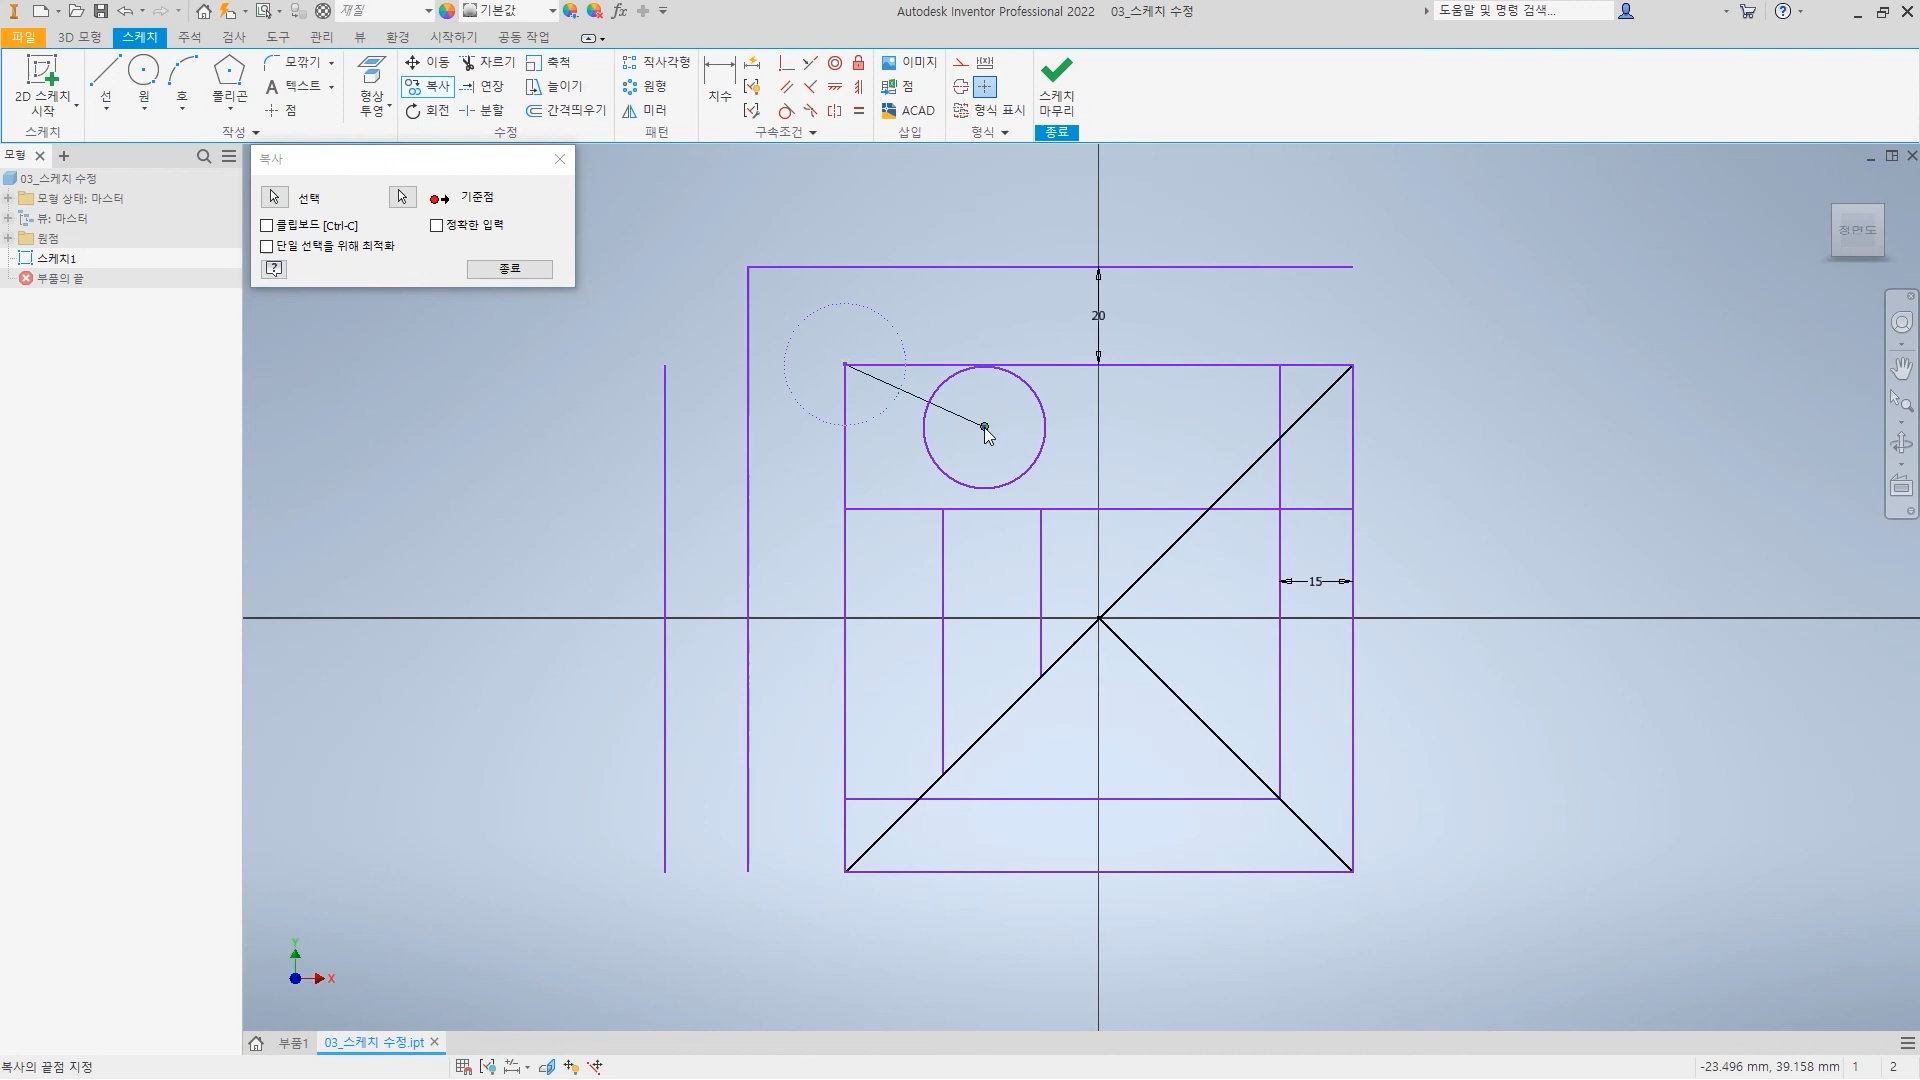 재질
기본값
Autodesk Inventor Professional 2022 03_스케치 수정
도움말 및 명령 검색...
파일 3D 모형 스케치 주석 검사 도구 관리 뷰 환경 시작하기 공동 작업
2D 스케치 시작
스케치
선
원
호
폴리곤
모깎기
텍스트
점
작성
형상 투영
이동 자르기 축척
복사 연장 늘이기
회전 분할 간격띄우기
수정
직사각형
원형
미러
패턴
치수
구속조건
이미지
점
ACAD
삽입
형식 표시
형식
스케치 마무리
종료
모형
03_스케치 수정
모형 상태: 마스터
뷰: 마스터
원점
스케치1
부품의 끝
복사
선택 기준점
클립보드 [Ctrl-C] 정확한 입력
단일 선택을 위해 최적화
종료
정면도
20
15
Y
X
부품1 03_스케치 수정.ipt
복사의 끝점 지정
-23.496 mm, 39.158 mm 1 2